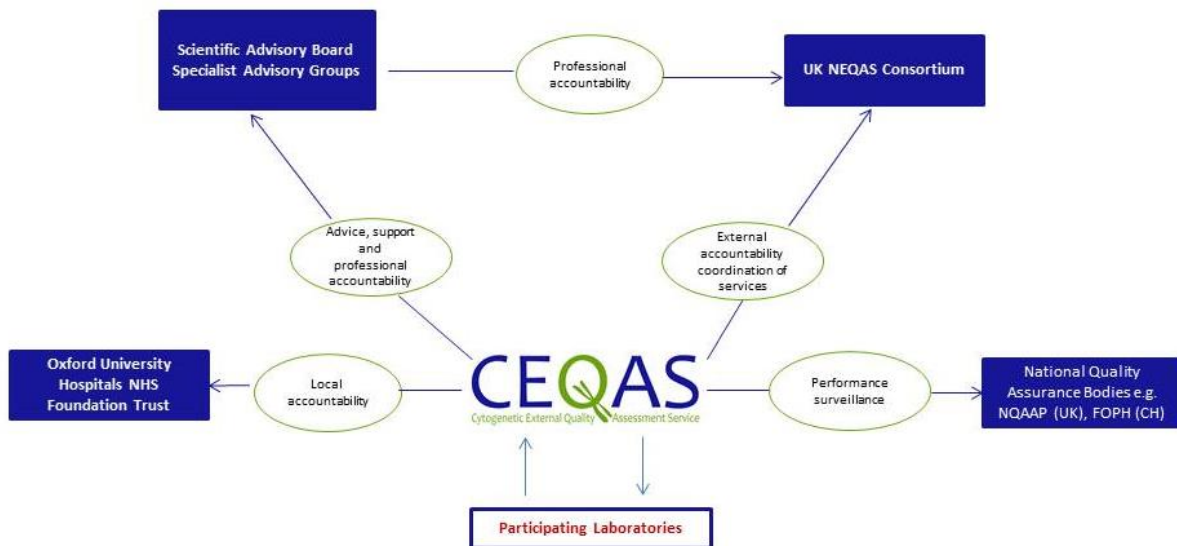 Scientific Advisory Board
Specialist Advisory Groups
Professional
accountability
UK NEQAS Consortium
Advice, support
and
professional
accountability
External
accountability
coordination of
services
Oxford University
Hospitals NHS
Foundation Trust
Local
accountability
CEQAS
Cytogenetic External Quality Assessment Service
Performance
surveillance
National Quality
Assurance Bodies e.g.
NQAAP (UK), FOPH (CH)
Participating Laboratories